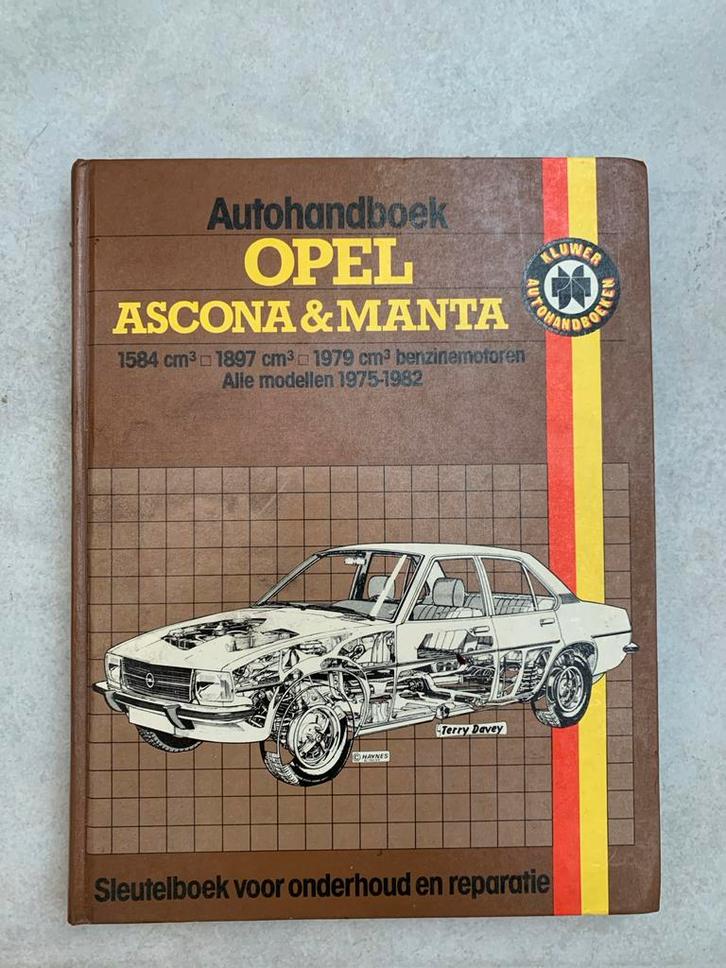 Autohandboek
OPEL
ASCONA & MANTA
1584 cm³ □ 1897 cm³ □ 1979 cm³ benzinemotoren
Alle modellen 1975-1982
KLUWER
AUTOHANDBOEKEN
Terry Davey
© HAYNES
Sleutelboek voor onderhoud en reparatie